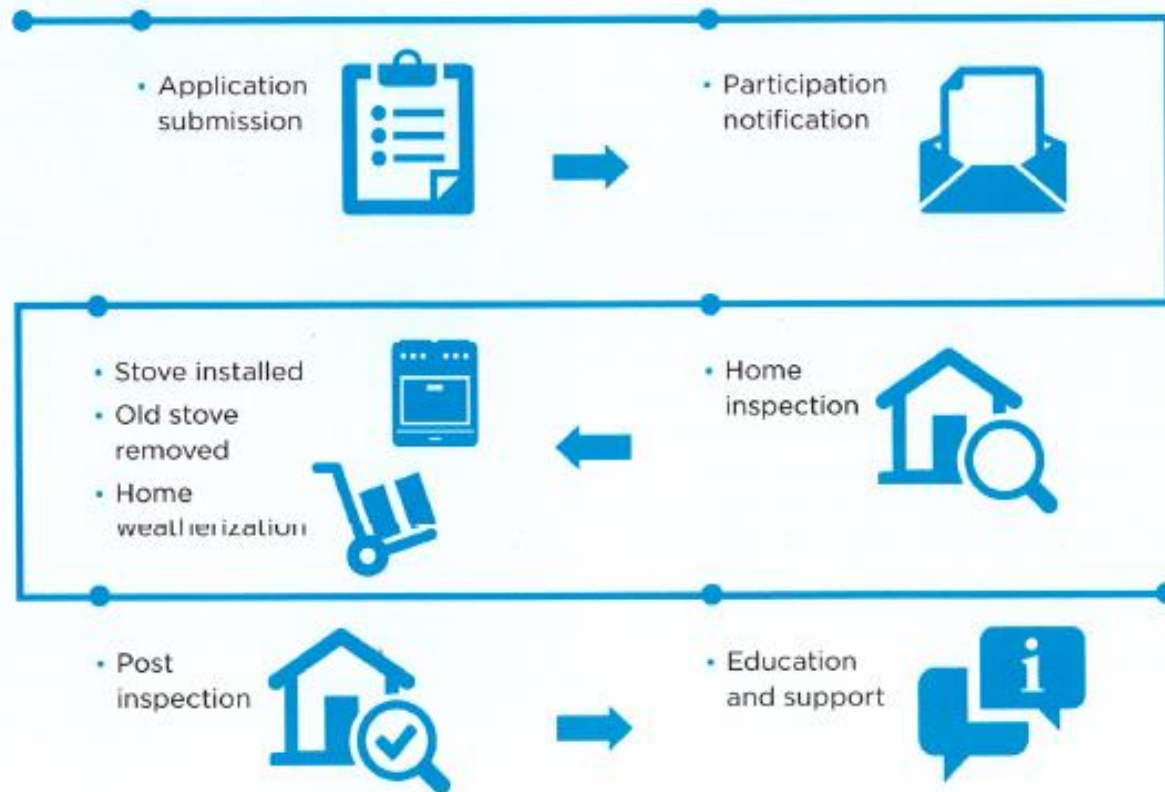 • Application
submission
• Participation
notification
• Home
inspection
• Stove installed
• Old stove
removed
• Home
weatherization
• Post
inspection
• Education
and support
i